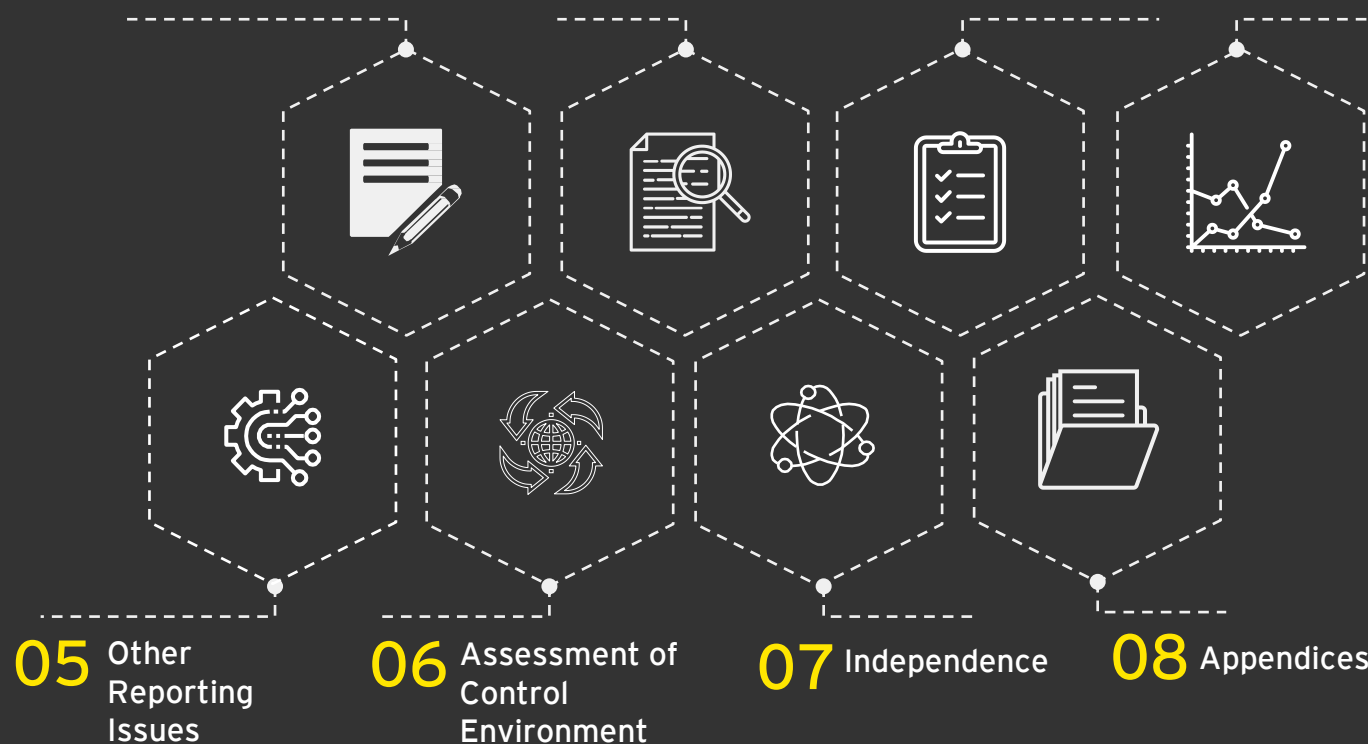 05 Other
Reporting
Issues
06 Assessment of
Control
Environment
07 Independence
08 Appendices